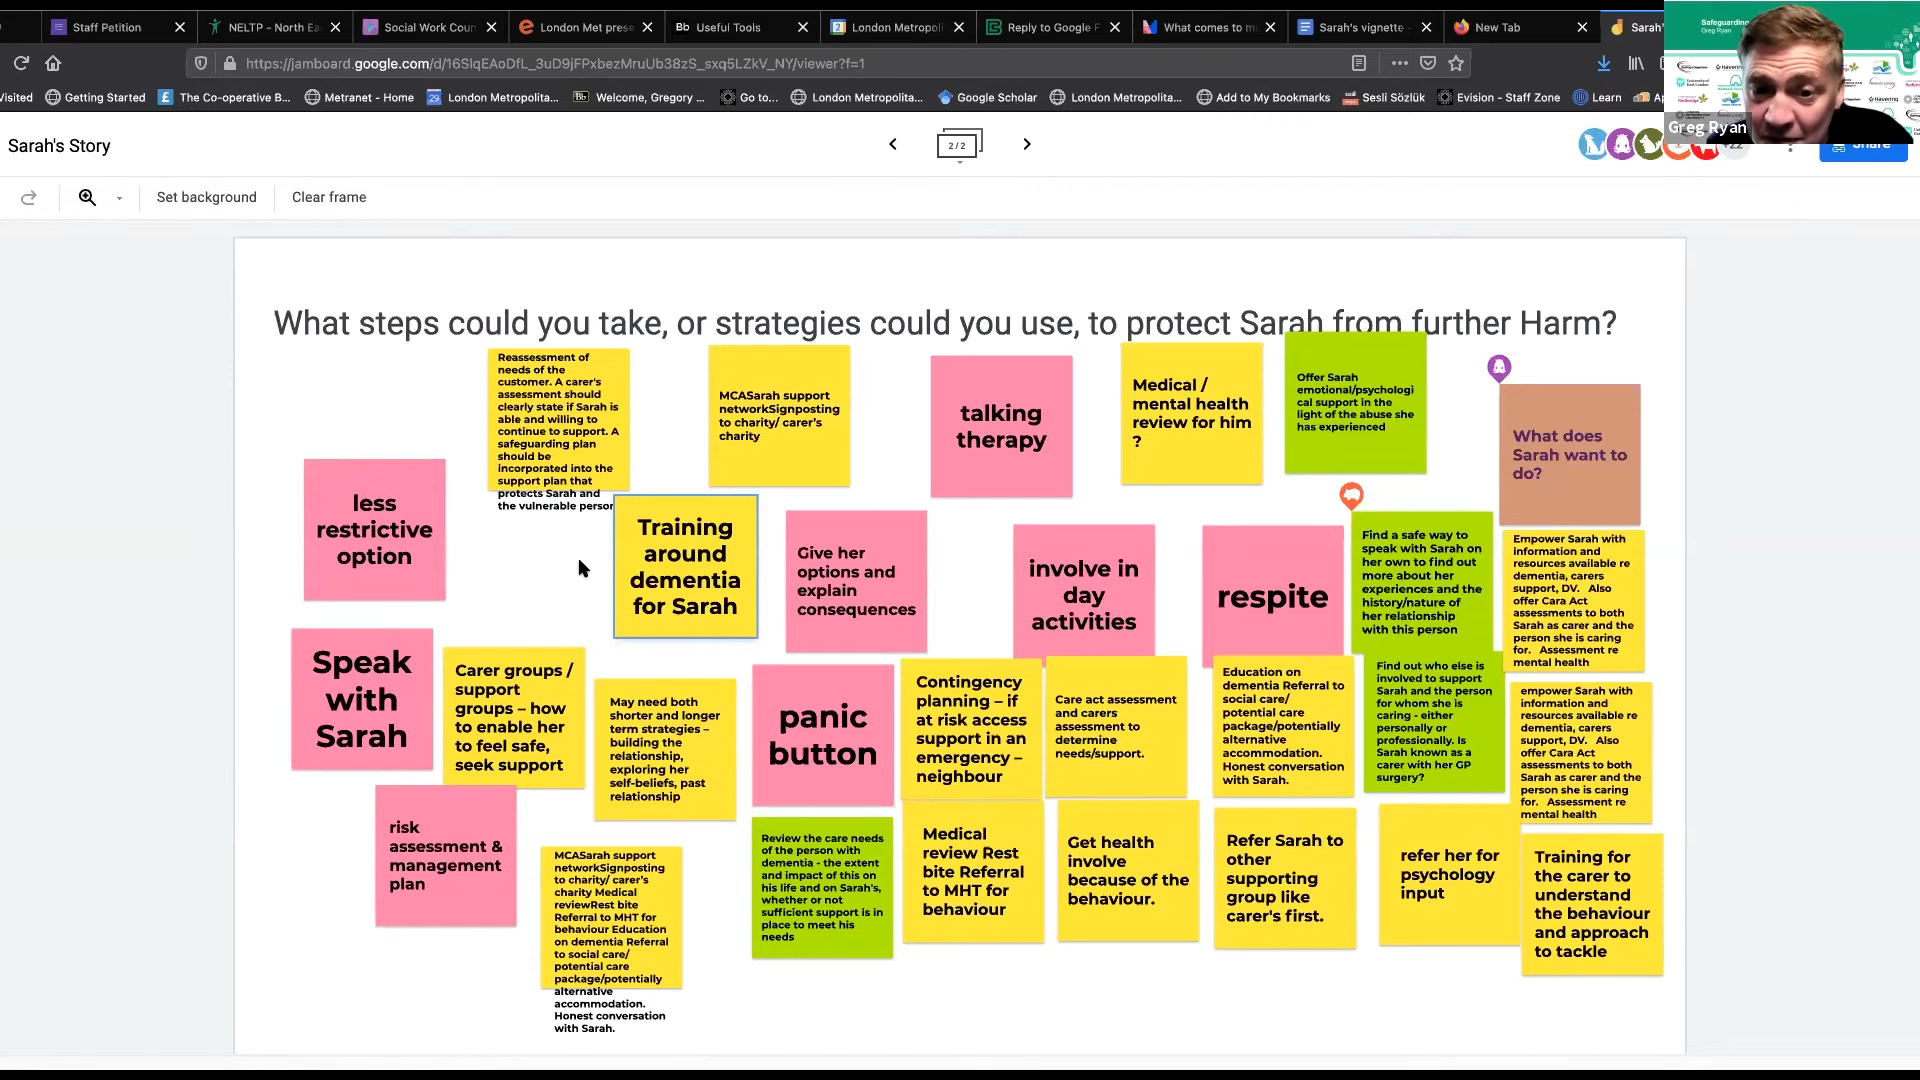 Staff Petition
NELTP - North Ea
Social Work Cour
London Met prese
Bb Useful Tools
London Metropoli
Reply to Google F
What comes to m
Sarah's vignette -
New Tab
Sarah'
https://jamboard.google.com/d/16SlqEAoDfL_3uD9jFPxbezMruUb38zS_sxq5LZkV_NY/viewer?f=1
Visited
Getting Started
The Co-operative B...
Metranet - Home
London Metropolita...
Welcome, Gregory ...
Go to...
London Metropolita...
Google Scholar
London Metropolita...
Add to My Bookmarks
Sesli Sözlük
Evision - Staff Zone
Learn
Ap
Safeguarding
Greg Ryan
Greg Ryan
Sarah's Story
2 / 2
+22
Share
Set background
Clear frame
What steps could you take, or strategies could you use, to protect Sarah from further Harm?
Reassessment of
needs of the
customer. A carer's
assessment should
clearly state if Sarah is
able and willing to
continue to support. A
safeguarding plan
should be
incorporated into the
support plan that
protects Sarah and
the vulnerable person
MCASarah support
networkSignposting
to charity/ carer's
charity
talking
therapy
Medical /
mental health
review for him
?
Offer Sarah
emotional/psychologi
cal support in the
light of the abuse she
has experienced
What does
Sarah want to
do?
less
restrictive
option
Training
around
dementia
for Sarah
Give her
options and
explain
consequences
involve in
day
activities
respite
Find a safe way to
speak with Sarah on
her own to find out
more about her
experiences and the
history/nature of
her relationship
with this person
Empower Sarah with
information and
resources available re
dementia, carers
support, DV. Also
offer Cara Act
assessments to both
Sarah as carer and the
person she is caring
for. Assessment re
mental health
Speak
with
Sarah
Carer groups /
support
groups – how
to enable her
to feel safe,
seek support
May need both
shorter and longer
term strategies –
building the
relationship,
exploring her
self-beliefs, past
relationship
panic
button
Contingency
planning – if
at risk access
support in an
emergency –
neighbour
Care act assessment
and carers
assessment to
determine
needs/support.
Education on
dementia Referral to
social care/
potential care
package/potentially
alternative
accommodation.
Honest conversation
with Sarah.
Find out who else is
involved to support
Sarah and the person
for whom she is
caring - either
personally or
professionally. Is
Sarah known as a
carer with her GP
surgery?
empower Sarah with
information and
resources available re
dementia, carers
support, DV. Also
offer Cara Act
assessments to both
Sarah as carer and the
person she is caring
for. Assessment re
mental health
risk
assessment &
management
plan
MCASarah support
networkSignposting
to charity/ carer's
charity Medical
reviewRest bite
Referral to MHT for
behaviour Education
on dementia Referral
to social care/
potential care
package/potentially
alternative
accommodation.
Honest conversation
with Sarah.
Review the care needs
of the person with
dementia - the extent
and impact of this on
his life and on Sarah's,
whether or not
sufficient support is in
place to meet his
needs
Medical
review Rest
bite Referral
to MHT for
behaviour
Get health
involve
because of the
behaviour.
Refer Sarah to
other
supporting
group like
carer's first.
refer her for
psychology
input
Training for
the carer to
understand
the behaviour
and approach
to tackle